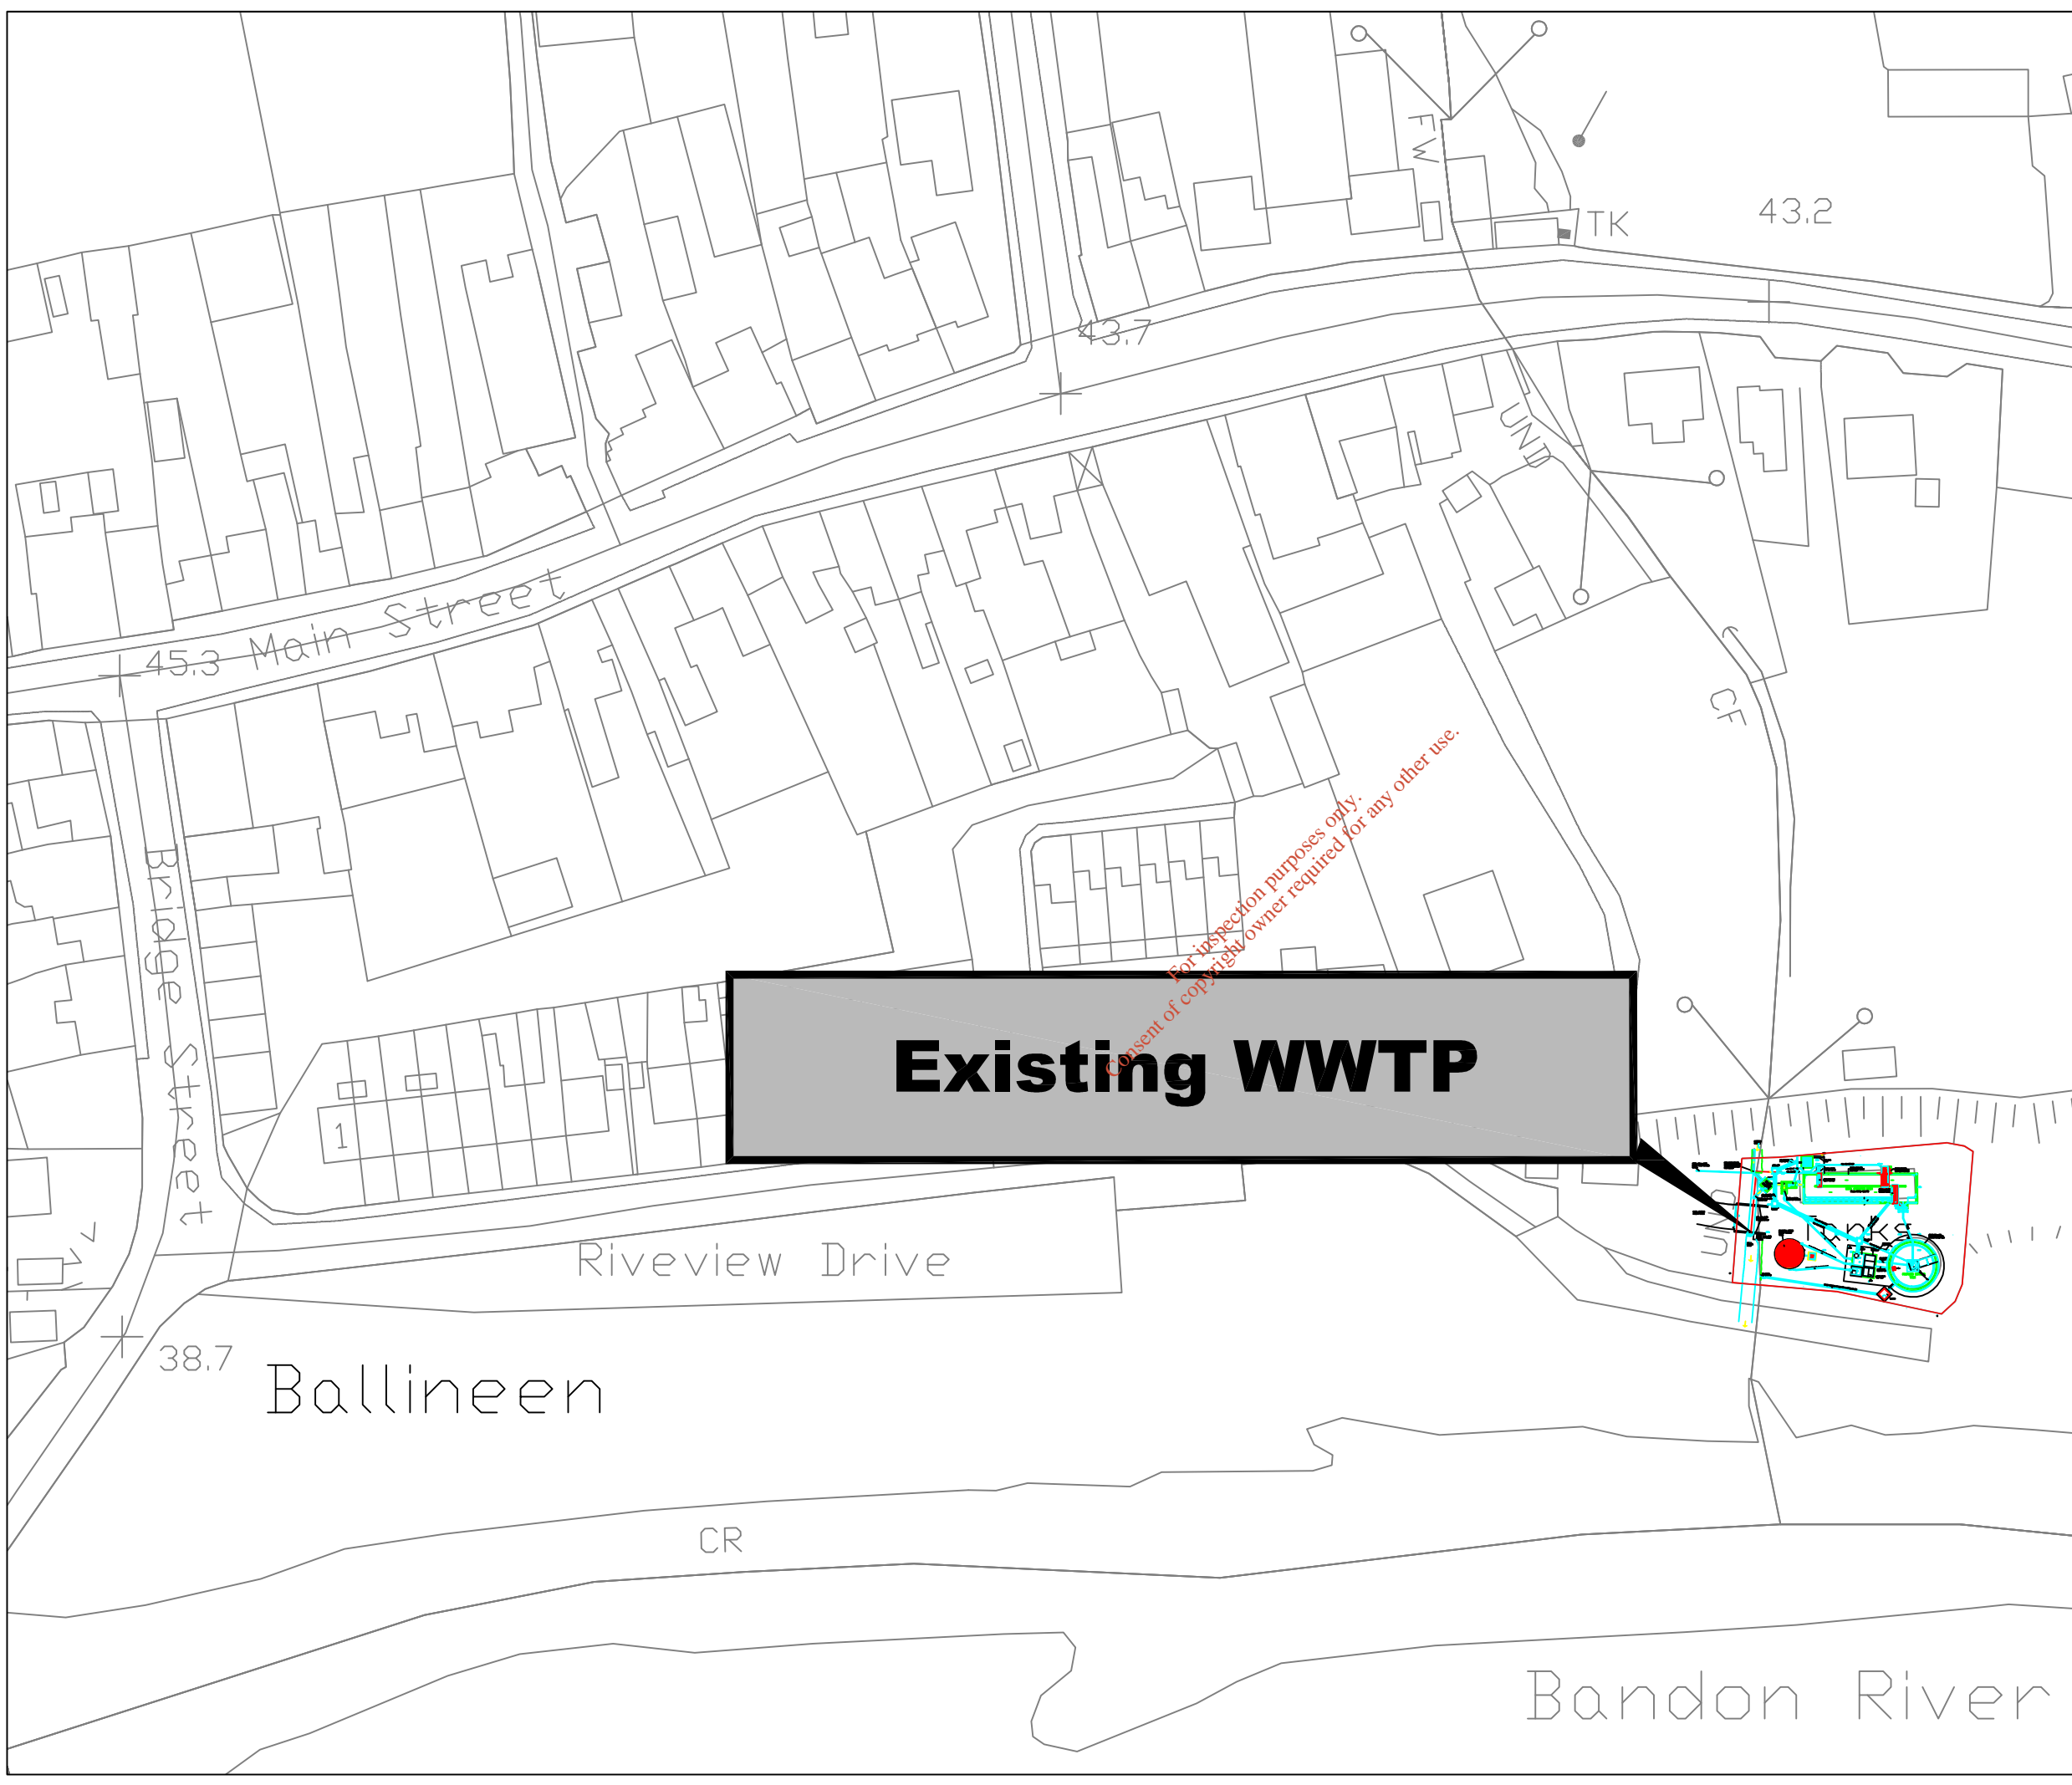 FW
TK
43.2
43.7
UND
Main Street
45.3
CF
Bridge Street
For inspection purposes only.
Consent of copyright owner required for any other use.
Existing WWTP
1
Tanks
Riveview Drive
38.7
Ballineen
CR
Bandon River